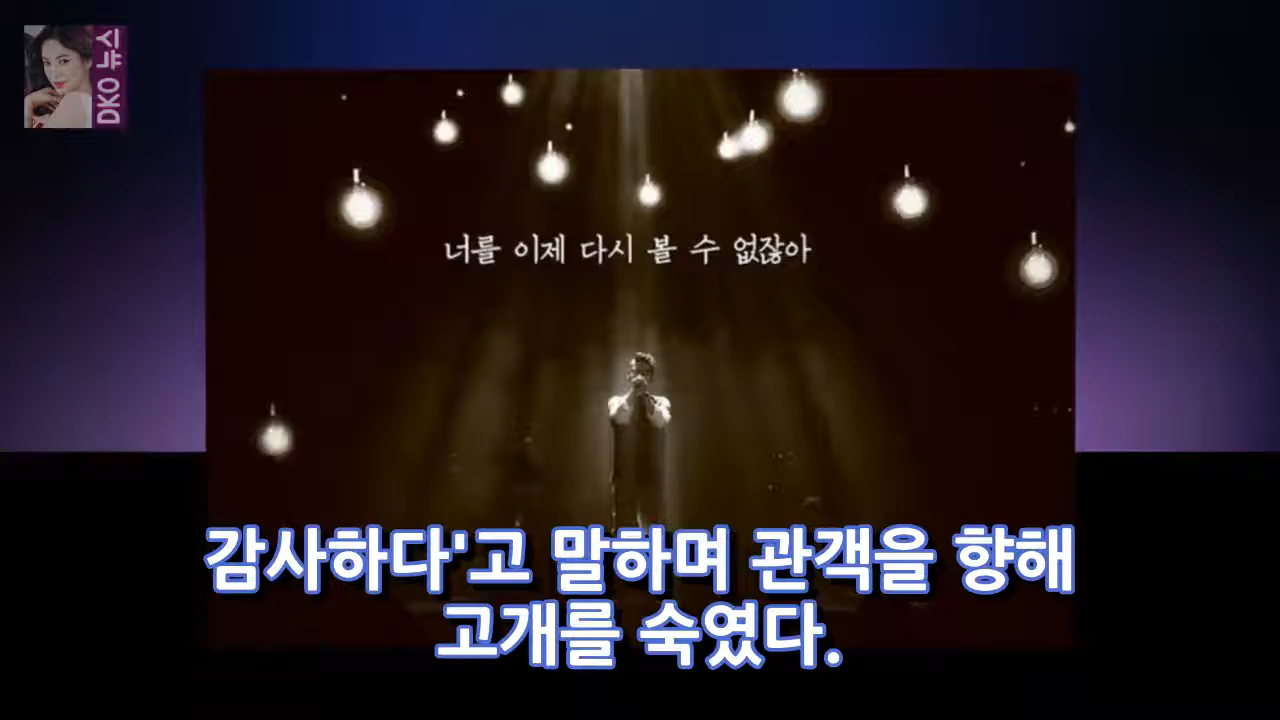 DKO 뉴스
너를 이제 다시 볼 수 없잖아
감사하다'고 말하며 관객을 향해
고개를 숙였다.